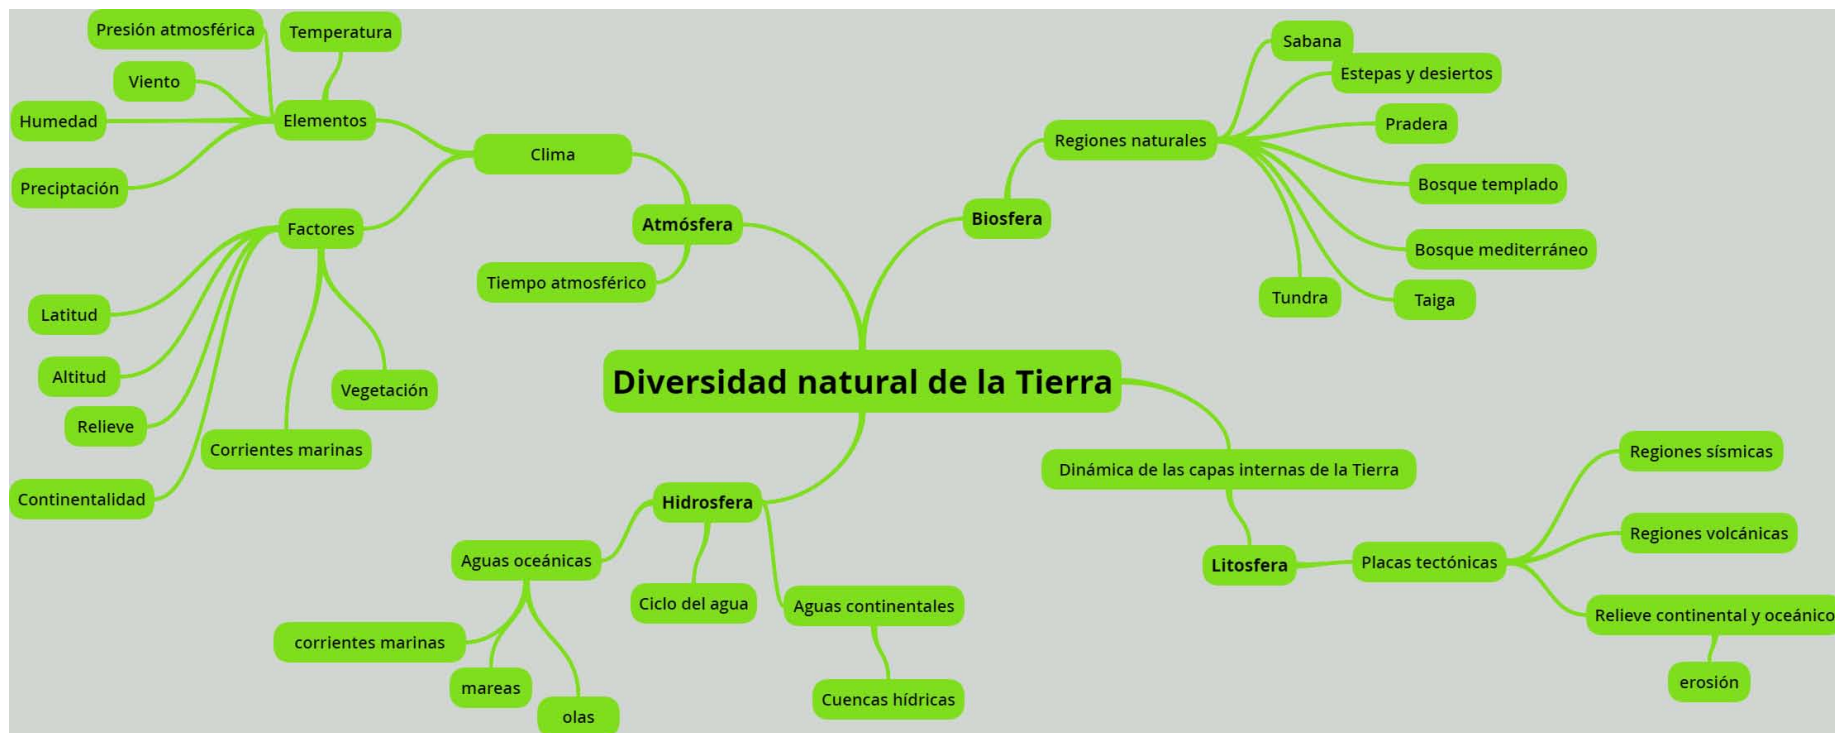 Presión atmosférica
Temperatura
Viento
Humedad
Elementos
Preciptación
Clima
Factores
Atmósfera
Tiempo atmosférico
Latitud
Altitud
Relieve
Continentalidad
Corrientes marinas
Vegetación
Sabana
Estepas y desiertos
Pradera
Regiones naturales
Bosque templado
Biosfera
Bosque mediterráneo
Tundra
Taiga
Diversidad natural de la Tierra
Dinámica de las capas internas de la Tierra
Litosfera
Placas tectónicas
Regiones sísmicas
Regiones volcánicas
Relieve continental y oceánico
erosión
Hidrosfera
Aguas oceánicas
Ciclo del agua
Aguas continentales
corrientes marinas
mareas
olas
Cuencas hídricas